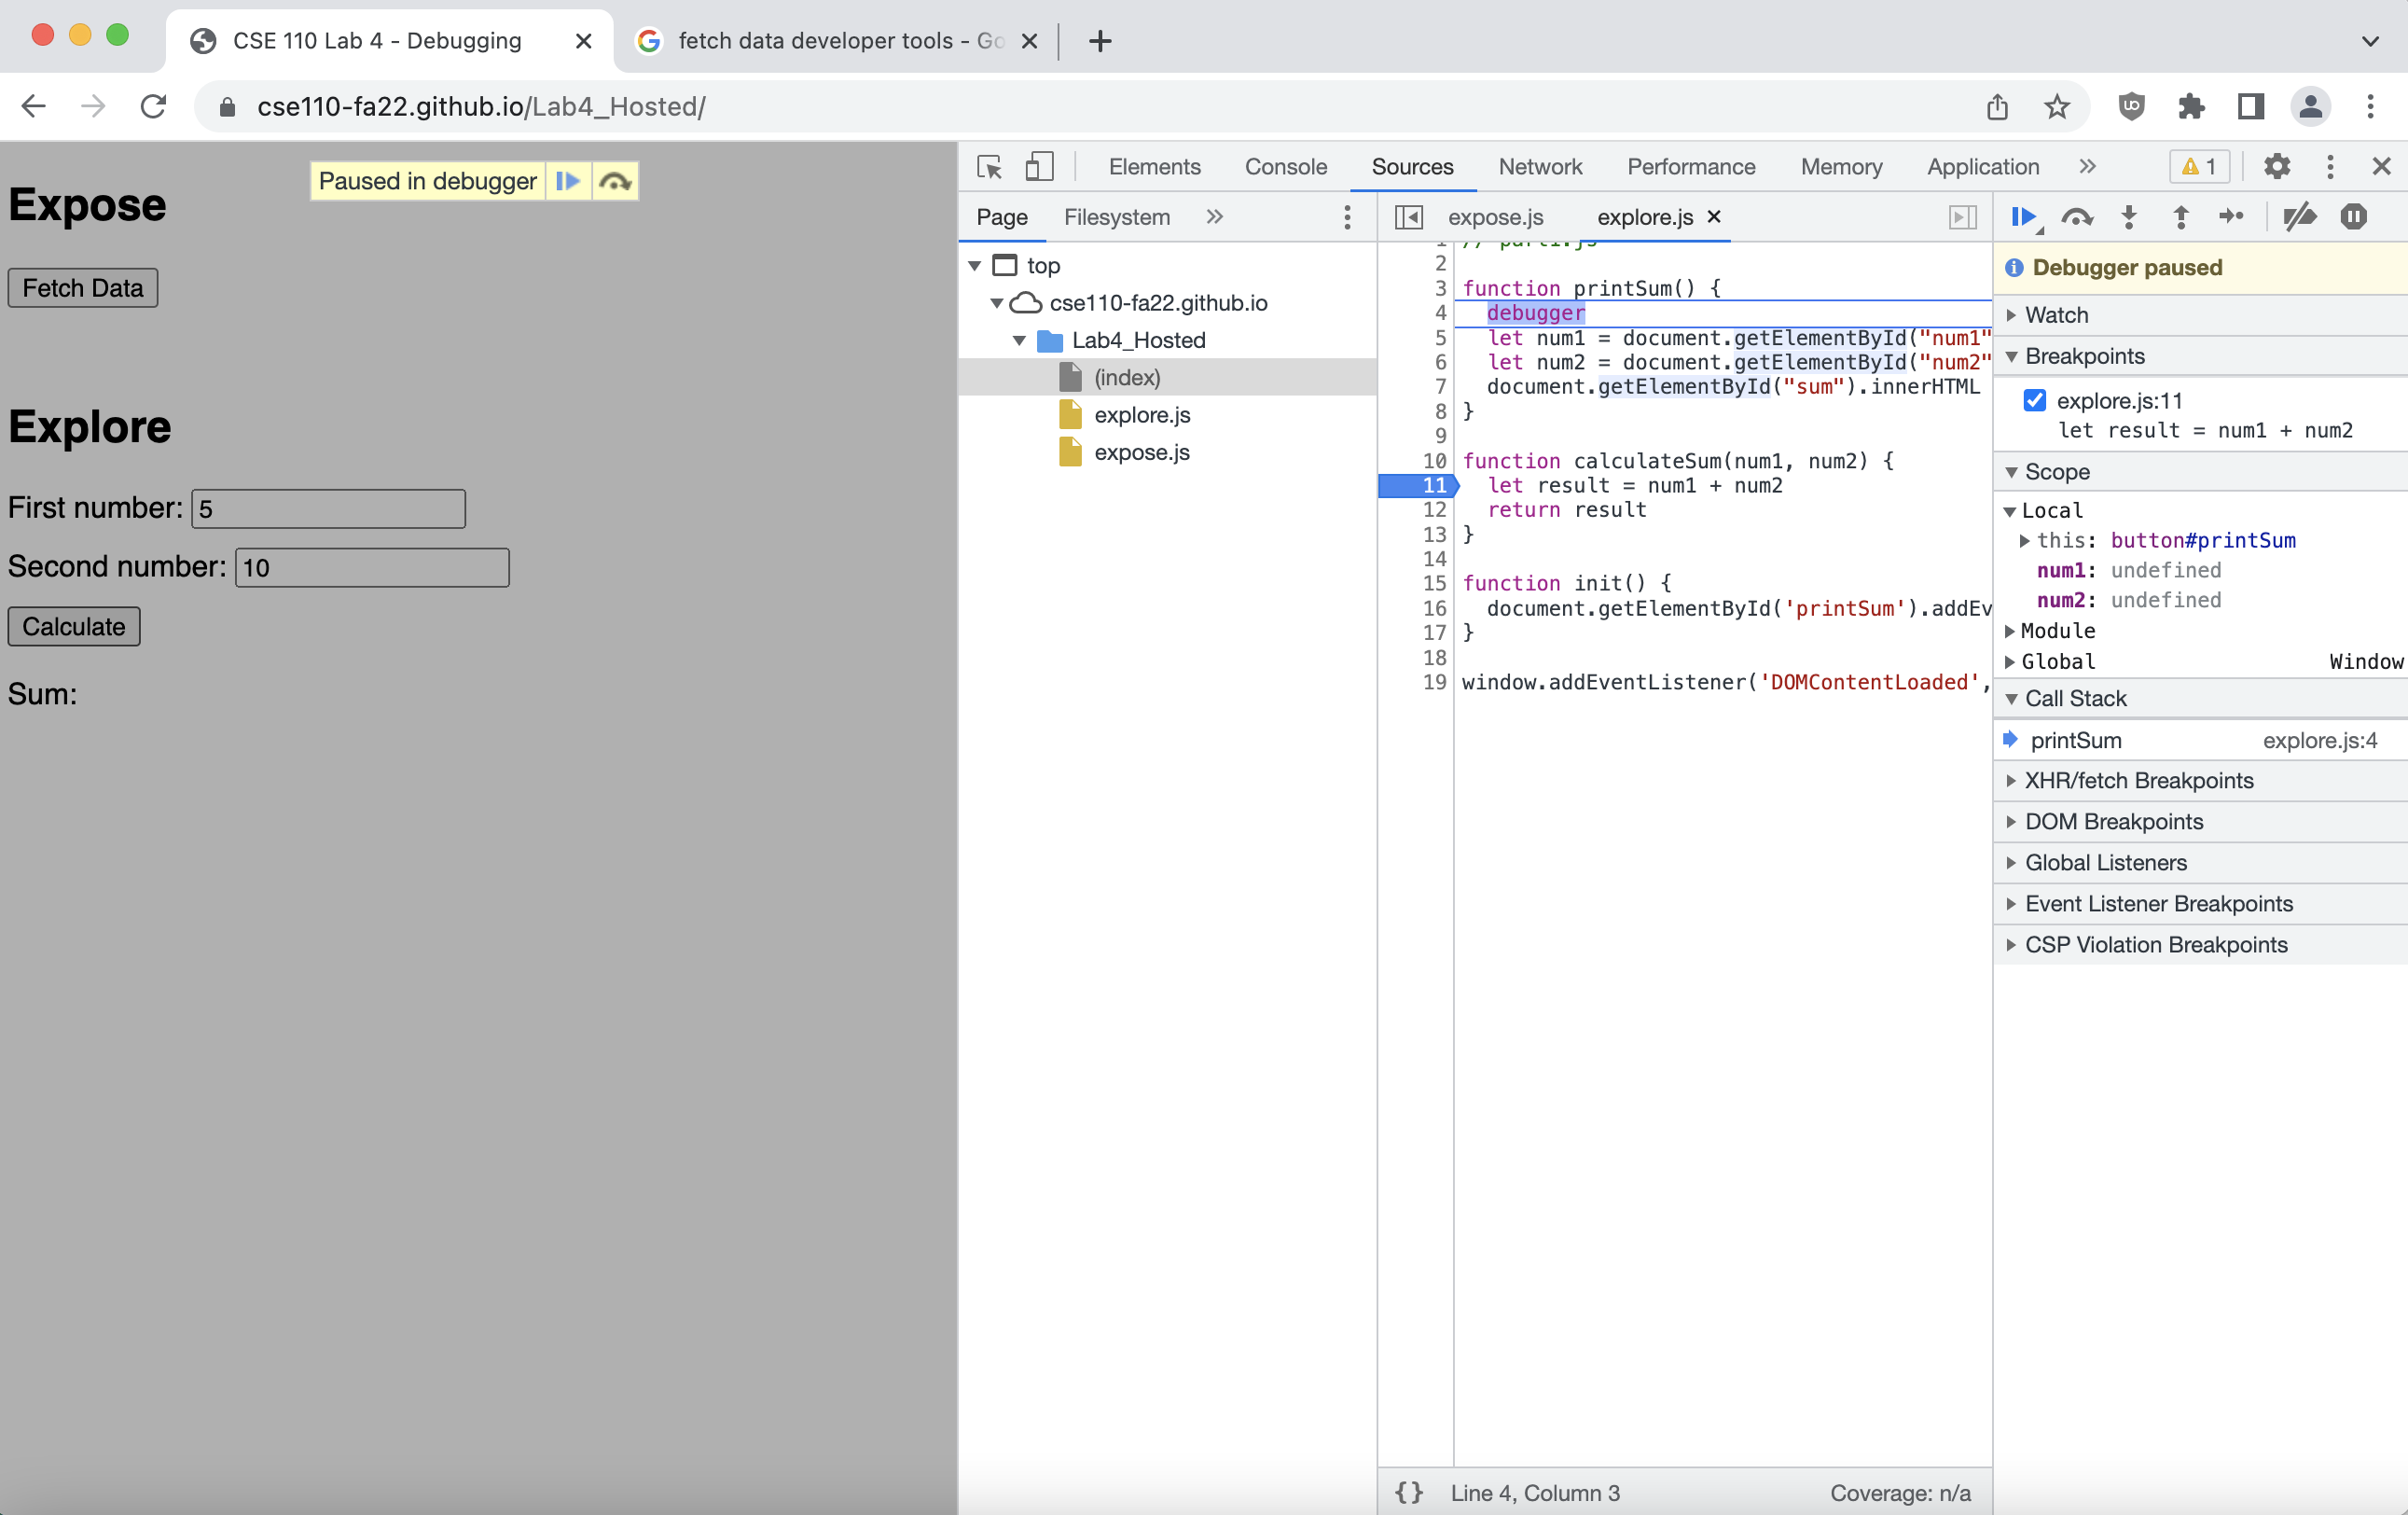 CSE 110 Lab 4 - Debugging
fetch data developer tools - Go
cse110-fa22.github.io/Lab4_Hosted/
Paused in debugger
Expose
Fetch Data
Explore
First number: 5
Second number: 10
Calculate
Sum:
Elements Console Sources Network Performance Memory Application » 1
Page Filesystem »
top
cse110-fa22.github.io
Lab4_Hosted
(index)
explore.js
expose.js
expose.js explore.js
1 // part1.js
2
3 function printSum() {
4 debugger
5 let num1 = document.getElementById("num1"
6 let num2 = document.getElementById("num2"
7 document.getElementById("sum").innerHTML
8 }
9
10 function calculateSum(num1, num2) {
11 let result = num1 + num2
12 return result
13 }
14
15 function init() {
16 document.getElementById('printSum').addEv
17 }
18
19 window.addEventListener('DOMContentLoaded',
{} Line 4, Column 3 Coverage: n/a
Debugger paused
Watch
Breakpoints
explore.js:11
let result = num1 + num2
Scope
Local
this: button#printSum
num1: undefined
num2: undefined
Module
Global Window
Call Stack
printSum explore.js:4
XHR/fetch Breakpoints
DOM Breakpoints
Global Listeners
Event Listener Breakpoints
CSP Violation Breakpoints